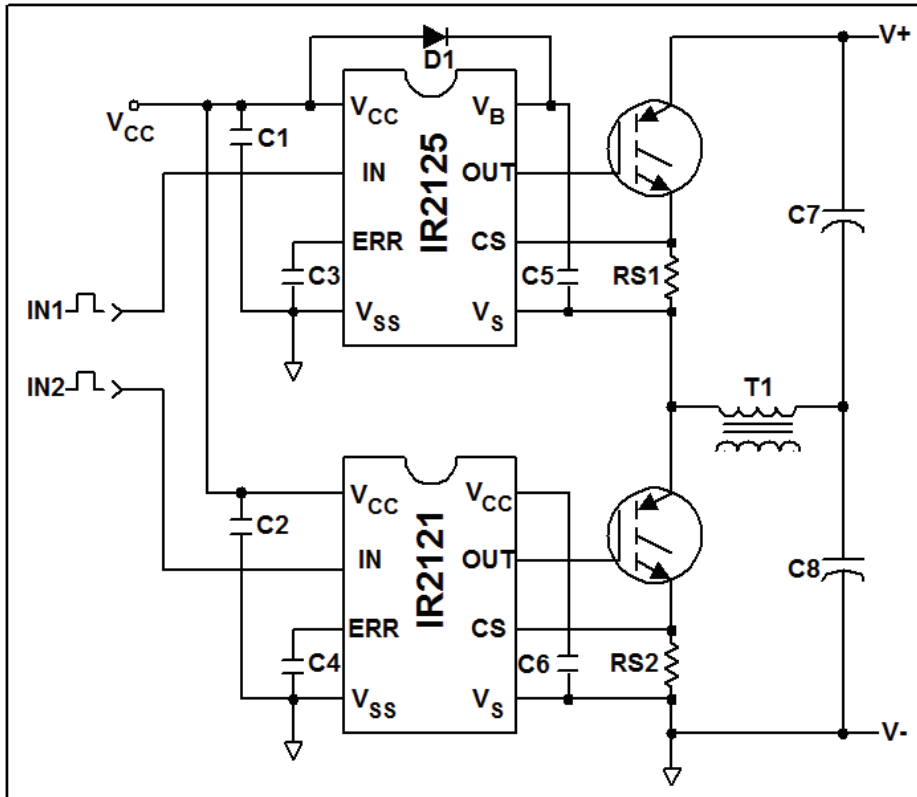 V+
D1
VCC
VCC
VB
C1
IN
OUT
IR2125
C7
ERR
CS
C3
C5
RS1
IN1
VSS
VS
IN2
T1
VCC
VCC
C2
IN
OUT
IR2121
C8
ERR
CS
C4
C6
RS2
VSS
VS
V-